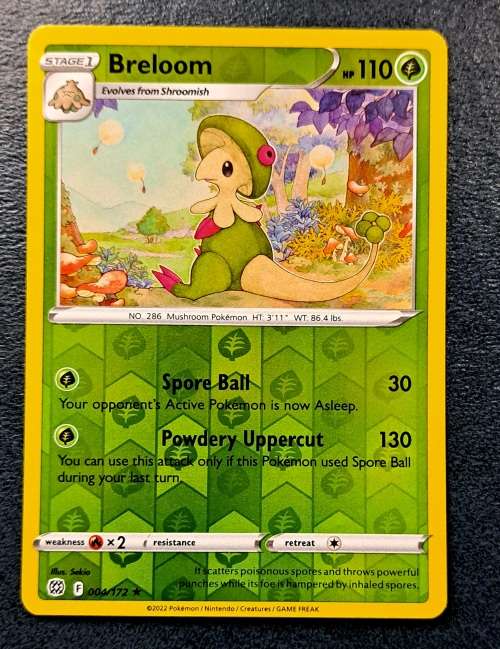 STAGE 1 Breloom HP 110
Evolves from Shroomish
NO. 286 Mushroom Pokémon HT: 3'11" WT: 86.4 lbs.
Spore Ball 30
Your opponent's Active Pokémon is now Asleep.
Powdery Uppercut 130
You can use this attack only if this Pokémon used Spore Ball
during your last turn.
weakness ×2 resistance retreat
Illus. Sekio
It scatters poisonous spores and throws powerful
punches while its foe is hampered by inhaled spores.
F 004/172 ★
©2022 Pokémon / Nintendo / Creatures / GAME FREAK